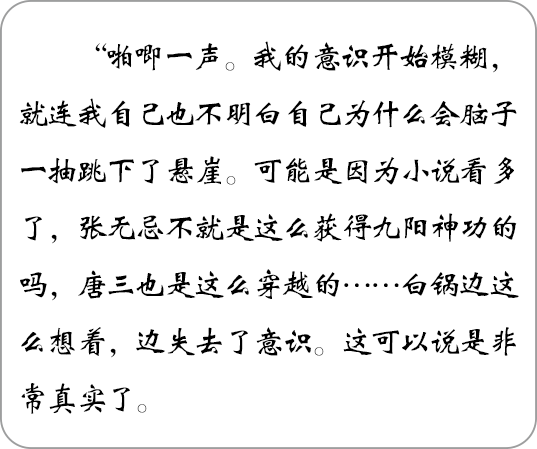 “啪唧一声。我的意识开始模糊，
就连我自己也不明白自己为什么会脑子
一抽跳下了悬崖。可能是因为小说看多
了，张无忌不就是这么获得九阳神功的
吗，唐三也是这么穿越的……白锅边这
么想着，边失去了意识。这可以说是非
常真实了。